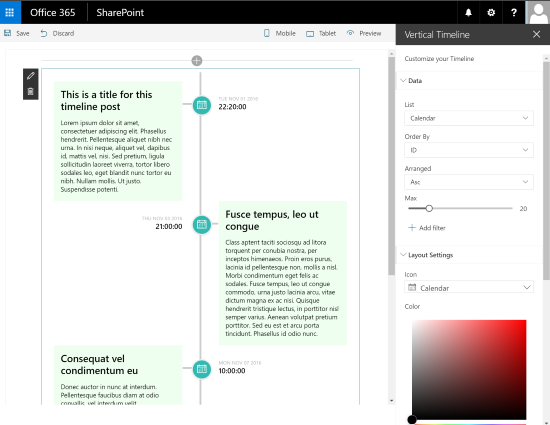 Office 365 SharePoint ?
Save Discard Mobile Tablet Preview
Vertical Timeline
Customize your Timeline
Data
List
Calendar
Order By
ID
Arranged
Asc
Max
20
Add filter
Layout Settings
Icon
Calendar
Color
This is a title for this
timeline post
Lorem ipsum dolor sit amet,
consectetuer adipiscing elit. Phasellus
hendrerit. Pellentesque aliquet nibh nec
urna. In nisi neque, aliquet vel, dapibus
id, mattis vel, nisi. Sed pretium, ligula
sollicitudin laoreet viverra, tortor libero
sodales leo, eget blandit nunc tortor eu
nibh. Nullam mollis. Ut justo.
Suspendisse potenti.
TUE NOV 01 2016
22:20:00
THU NOV 03 2016
21:00:00
Fusce tempus, leo ut
congue
Class aptent taciti sociosqu ad litora
torquent per conubia nostra, per
inceptos himenaeos. Proin eros purus,
lacinia id pellentesque non, mollis a nisl.
Morbi condimentum eget felis ac
sodales. Fusce tempus, leo ut congue
commodo, urna justo lacinia arcu, vitae
dictum magna ex ac nisi. Quisque
hendrerit tristique lectus, in porttitor nisl
semper varius. Aenean volutpat pretium
porttitor. Sed eu est et arcu porta
tincidunt. Phasellus id odio nunc.
Consequat vel
condimentum eu
Donec auctor in nunc at interdum.
Pellentesque faucibus diam at odio
convallis, vel interdum velit
MON NOV 07 2016
10:00:00